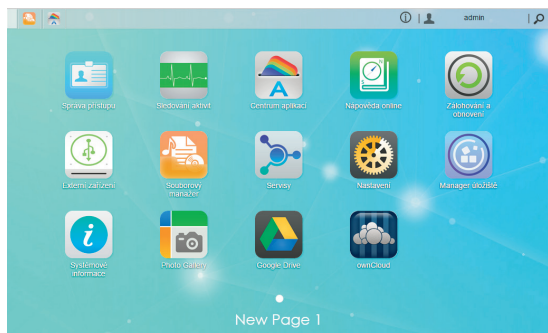 admin
Správa přístupu
Sledování aktivit
Centrum aplikací
Nápověda online
Zálohování a
obnovení
Externí zařízení
Souborový
manažer
Servisy
Nastavení
Manager úložiště
Systémové
informace
Photo Gallery
Google Drive
ownCloud
New Page 1